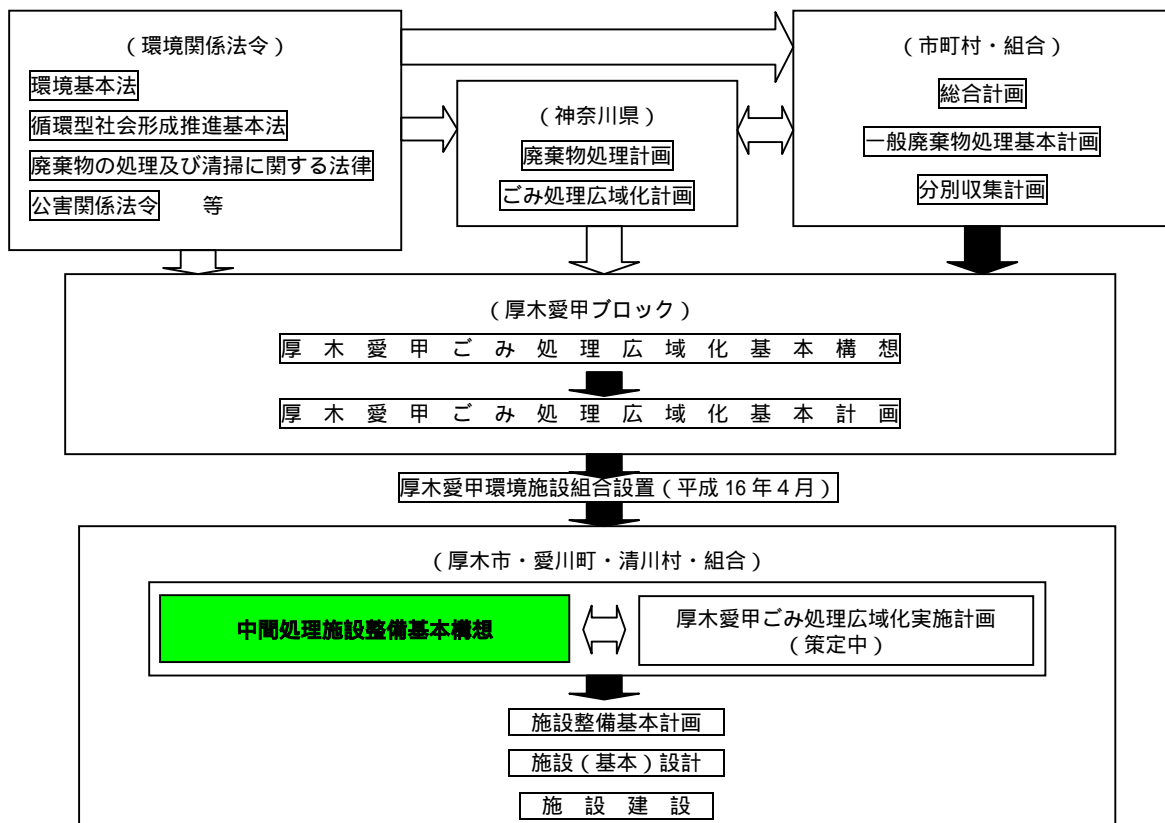 （環境関係法令）
環境基本法
循環型社会形成推進基本法
廃棄物の処理及び清掃に関する法律
公害関係法令　　等
（神奈川県）
廃棄物処理計画
ごみ処理広域化計画
（市町村・組合）
総合計画
一般廃棄物処理基本計画
分別収集計画
（厚木愛甲ブロック）
厚　木　愛　甲　ご　み　処　理　広　域　化　基　本　構　想
厚　木　愛　甲　ご　み　処　理　広　域　化　基　本　計　画
厚木愛甲環境施設組合設置（平成 16 年 4 月）
（厚木市・愛川町・清川村・組合）
中間処理施設整備基本構想
厚木愛甲ごみ処理広域化実施計画
（策定中）
施設整備基本計画
施設（基本）設計
施　設　建　設